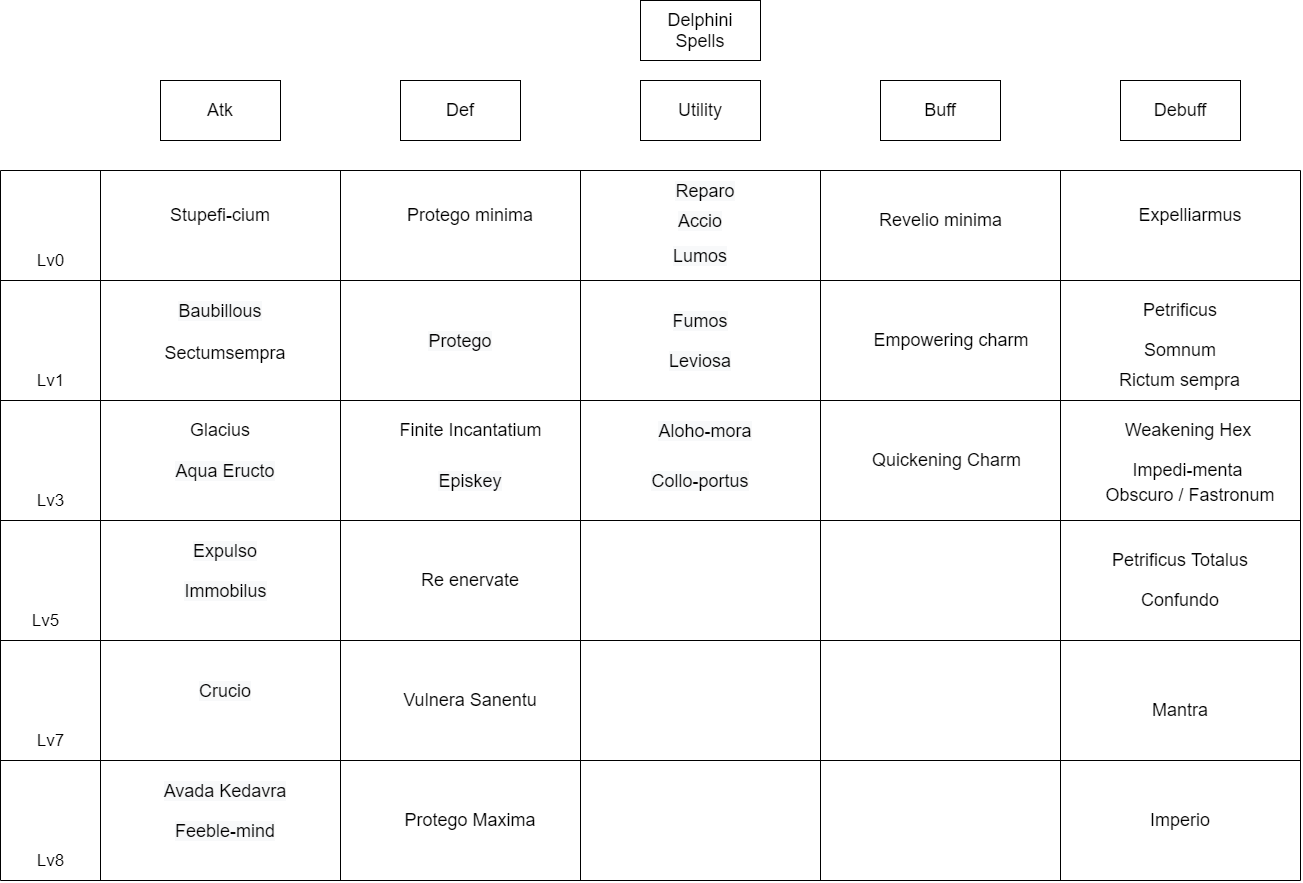 Delphini
Spells
Atk
Def
Utility
Buff
Debuff
Lv0
Stupefi-cium
Protego minima
Reparo
Accio
Lumos
Revelio minima
Expelliarmus
Lv1
Baubillous
Sectumsempra
Protego
Fumos
Leviosa
Empowering charm
Petrificus
Somnum
Rictum sempra
Lv3
Glacius
Aqua Eructo
Finite Incantatium
Episkey
Aloho-mora
Collo-portus
Quickening Charm
Weakening Hex
Impedi-menta
Obscuro / Fastronum
Lv5
Expulso
Immobilus
Re enervate
Petrificus Totalus
Confundo
Lv7
Crucio
Vulnera Sanentu
Mantra
Lv8
Avada Kedavra
Feeble-mind
Protego Maxima
Imperio